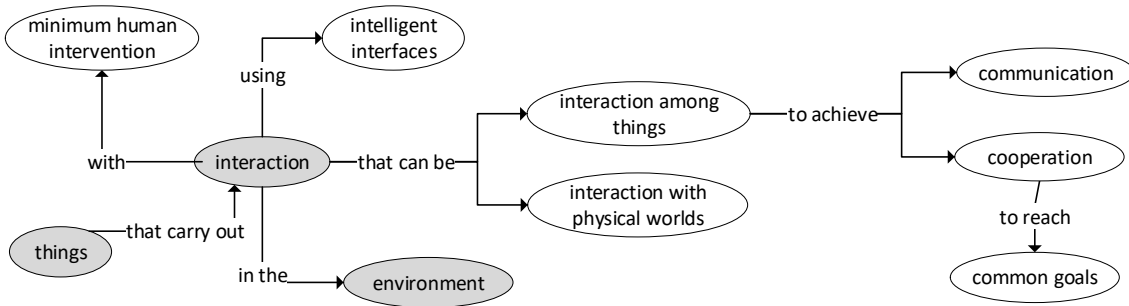 minimum human
intervention
intelligent
interfaces
using
with
interaction
that can be
interaction among
things
to achieve
communication
cooperation
interaction with
physical worlds
to reach
common goals
things
that carry out
in the
environment